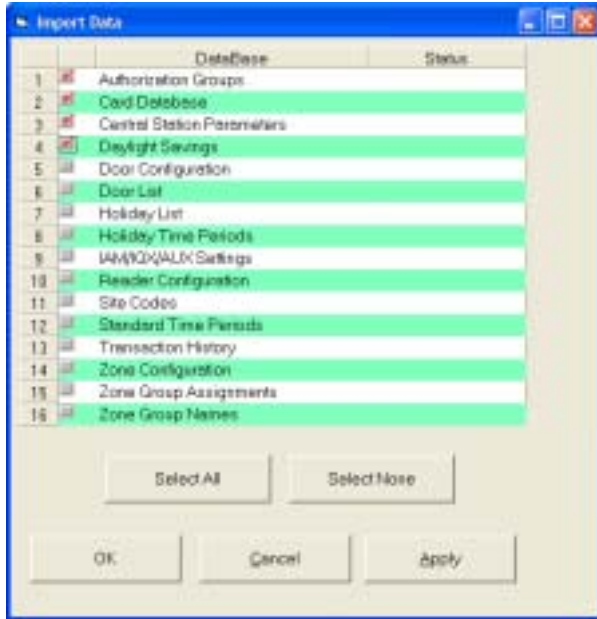 Import Data
DataBase Status
1 Authorization Groups
2 Card Database
3 Central Station Parameters
4 Daylight Savings
5 Door Configuration
6 Door List
7 Holiday List
8 Holiday Time Periods
9 IAM/IQX/AUX Settings
10 Reader Configuration
11 Site Codes
12 Standard Time Periods
13 Transaction History
14 Zone Configuration
15 Zone Group Assignments
16 Zone Group Names
Select All Select None
OK Cancel Apply